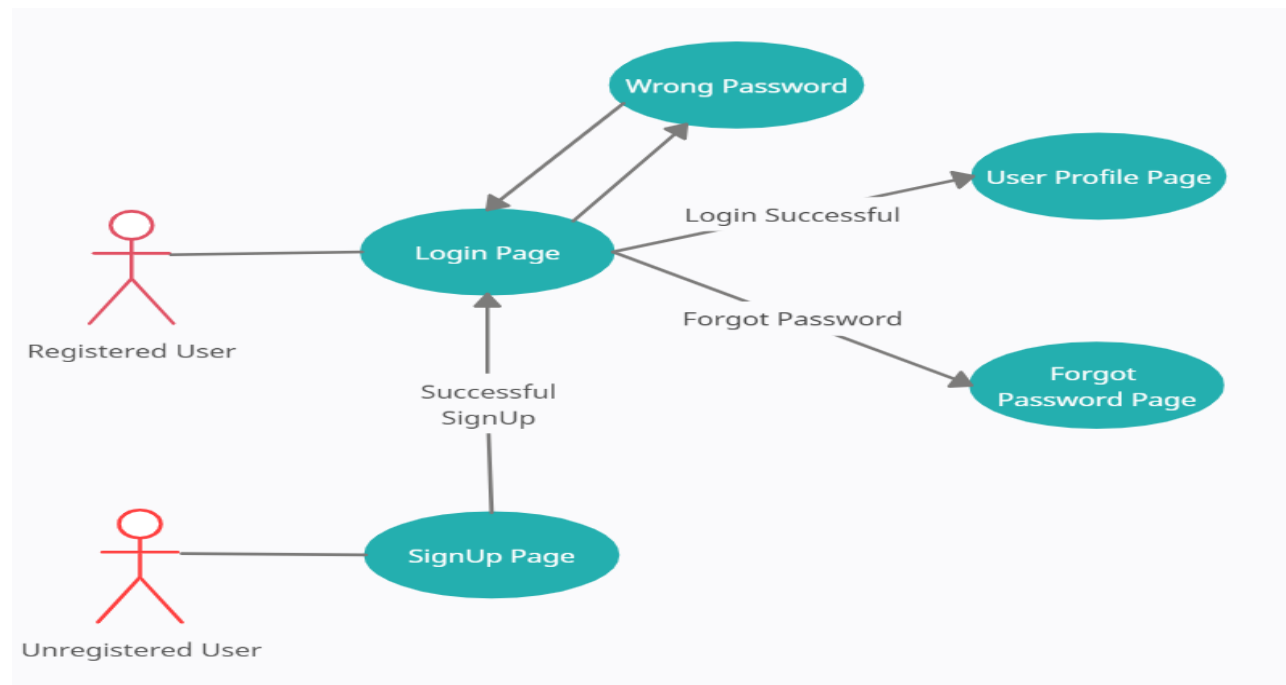 Wrong Password
User Profile Page
Login Successful
Login Page
Forgot Password
Registered User
Forgot
Password Page
Successful
SignUp
SignUp Page
Unregistered User